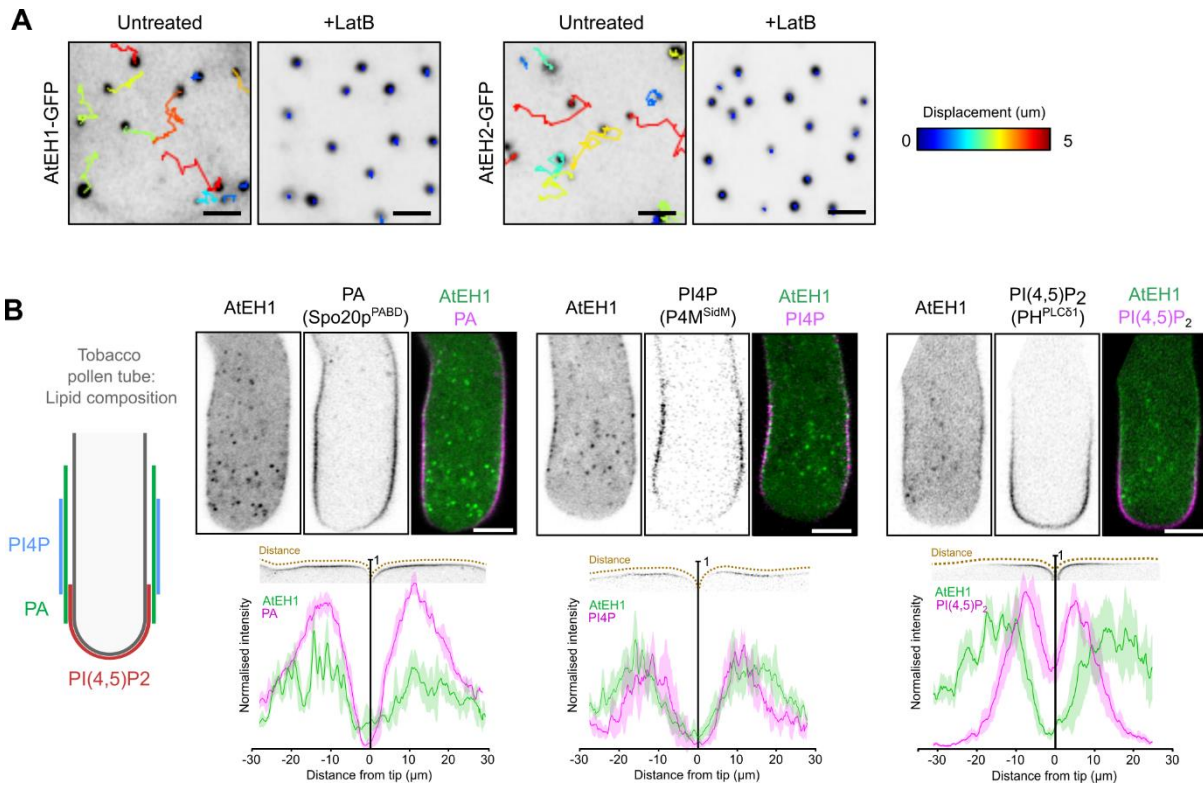 A
Untreated
+LatB
AtEH1-GFP
Untreated
+LatB
AtEH2-GFP
Displacement (um)
0
5
B
Tobacco
pollen tube:
Lipid composition
PI4P
PA
PI(4,5)P2
AtEH1
PA
(Spo20p^PABD)
AtEH1
PA
AtEH1
PI4P
(P4M^SidM)
AtEH1
PI4P
AtEH1
PI(4,5)P₂
(PH^PLCδ1)
AtEH1
PI(4,5)P₂
Distance
1
AtEH1
PA
Normalised intensity
-30 -20 -10 0 10 20 30
Distance from tip (µm)
Distance
1
AtEH1
PI4P
Normalised intensity
-30 -20 -10 0 10 20 30
Distance from tip (µm)
Distance
1
AtEH1
PI(4,5)P₂
Normalised intensity
-30 -20 -10 0 10 20 30
Distance from tip (µm)